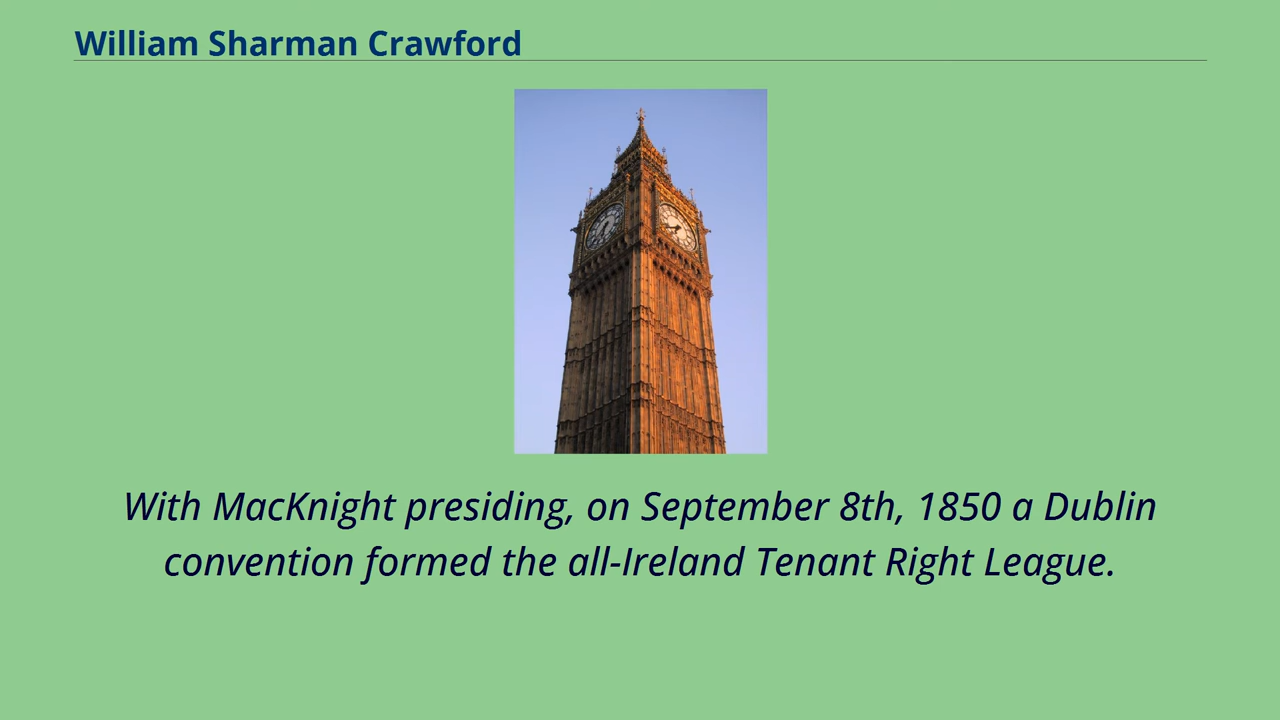 William Sharman Crawford
With MacKnight presiding, on September 8th, 1850 a Dublin
convention formed the all-Ireland Tenant Right League.